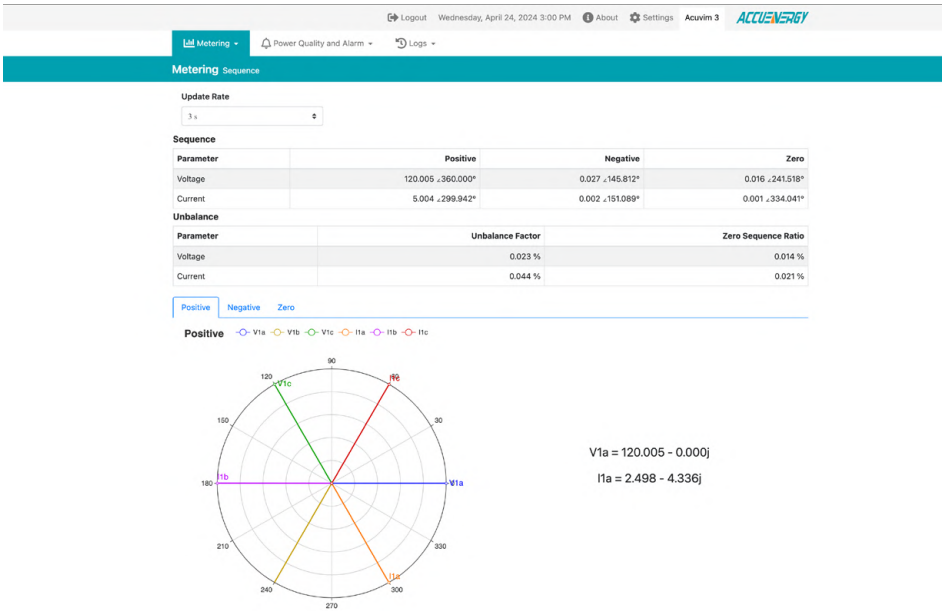 Logout Wednesday, April 24, 2024 3:00 PM About Settings Acuvim 3 ACCUENERGY
Metering Power Quality and Alarm Logs
Metering Sequence
Update Rate
3 s
Sequence
Parameter Positive Negative Zero
Voltage 120.005 ∠360.000° 0.027 ∠145.812° 0.016 ∠241.518°
Current 5.004 ∠299.942° 0.002 ∠151.089° 0.001 ∠334.041°
Unbalance
Parameter Unbalance Factor Zero Sequence Ratio
Voltage 0.023 % 0.014 %
Current 0.044 % 0.021 %
Positive Negative Zero
Positive V1a V1b V1c I1a I1b I1c
90
120 V1c I1c
150 30
V1a = 120.005 - 0.000j
I1a = 2.498 - 4.336j
180 I1b V1a
210 330
240 I1a 300
270